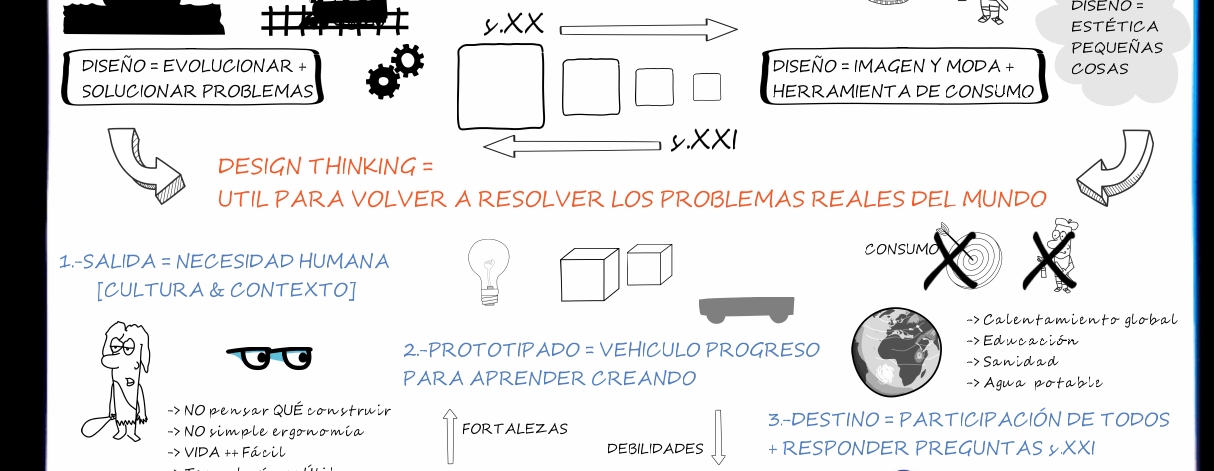 DISEÑO =
ESTÉTICA
PEQUEÑAS
COSAS
s.XX
DISEÑO = EVOLUCIONAR +
SOLUCIONAR PROBLEMAS
DISEÑO = IMAGEN Y MODA +
HERRAMIENTA DE CONSUMO
s.XXI
DESIGN THINKING =
UTIL PARA VOLVER A RESOLVER LOS PROBLEMAS REALES DEL MUNDO
1.-SALIDA = NECESIDAD HUMANA
[CULTURA & CONTEXTO]
CONSUMO
-> Calentamiento global
-> Educación
-> Sanidad
-> Agua potable
2.-PROTOTIPADO = VEHICULO PROGRESO
PARA APRENDER CREANDO
-> NO pensar QUÉ construir
-> NO simple ergonomía
-> VIDA ++ Fácil
FORTALEZAS
DEBILIDADES
3.-DESTINO = PARTICIPACIÓN DE TODOS
+ RESPONDER PREGUNTAS s.XXI